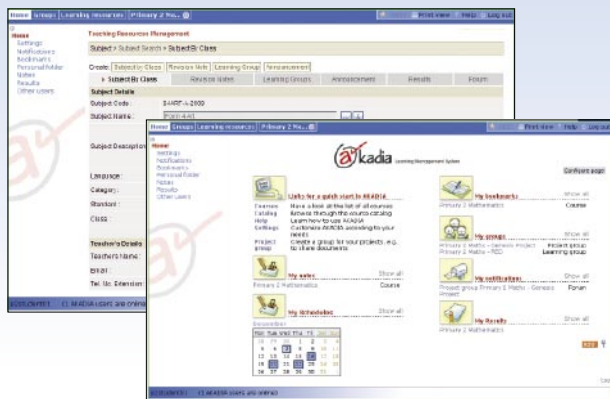 Home Groups Learning resources Primary 2 Ma...
Print view Help Log out
Home
Settings
Notifications
Bookmarks
Personal folder
Notes
Results
Other users
Teaching Resources Management
Subject > Subject Search > Subject By Class
Create: Subject by Class Revision Note Learning Group Announcement
Subject By Class Revision Notes Learning Groups Announcement Results Forum
Subject Details
Subject Code :
Subject Name :
Subject Description
Language :
Category :
Standard :
Class :
Teacher's Details
Teacher's Name :
Email :
Tel. No. Extension
Home Groups Learning resources Primary 2 Ma...
Print view Help Log out
Home
Settings
Notifications
Bookmarks
Personal folder
Notes
Results
Other users
akadia Learning Management System
Configure page
Links for a quick start in AKADIA
Courses Have a look at the list of all courses
Catalog Browse through the course catalog
Help Learn how to use AKADIA
Settings Customize AKADIA according to your needs
Project group Create a group for your projects, e.g. to share documents
My notes Show all
Primary 2 Mathematics Course
My Schedules Show all
Mon Tue Wed Thu Fri
My bookmarks Show all
Primary 2 Mathematics Course
My groups Show all
Primary 2 Maths - Genesis Project Project group
Primary 2 Maths - RED Learning group
My notifications Show all
Project group Primary 2 Maths - Genesis Project Forum
My Results Show all
Primary 2 Mathematics